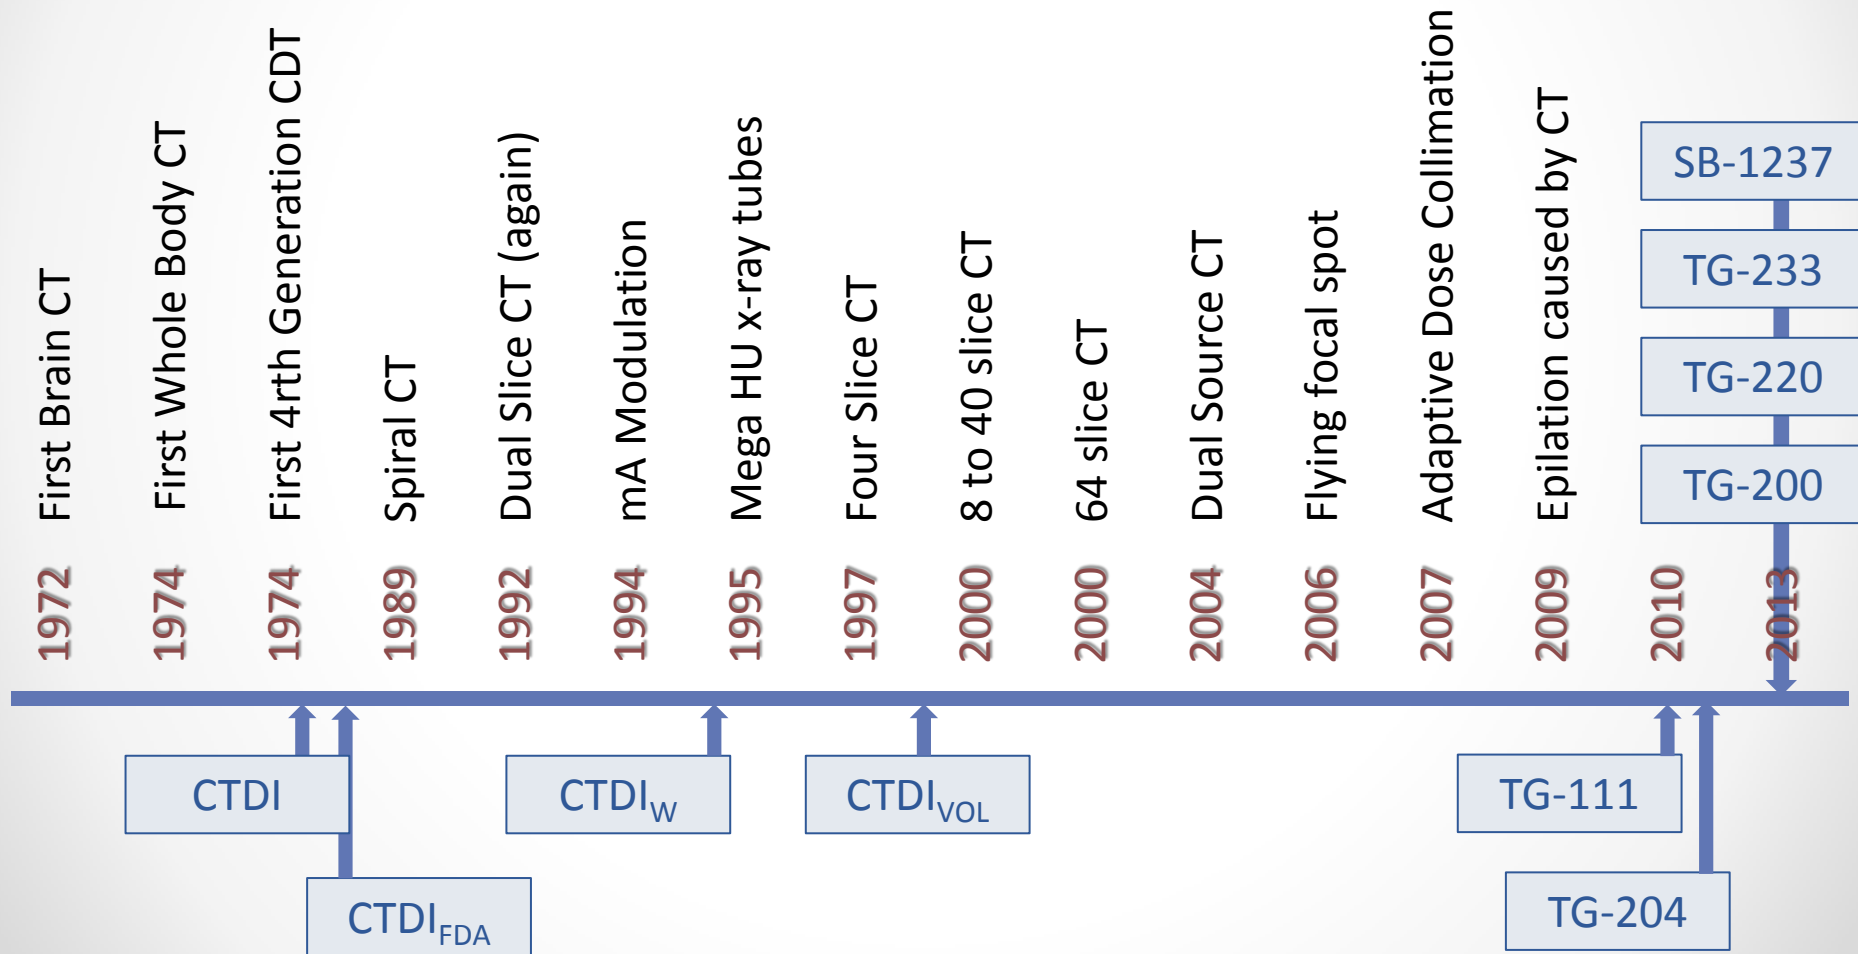 First Brain CT
First Whole Body CT
First 4rth Generation CDT
Spiral CT
Dual Slice CT (again)
mA Modulation
Mega HU x-ray tubes
Four Slice CT
8 to 40 slice CT
64 slice CT
Dual Source CT
Flying focal spot
Adaptive Dose Collimation
Epilation caused by CT
SB-1237
TG-233
TG-220
TG-200
1972
1974
1974
1989
1992
1994
1995
1997
2000
2000
2004
2006
2007
2009
2010
2013
CTDI
CTDI_W
CTDI_VOL
TG-111
CTDI_FDA
TG-204